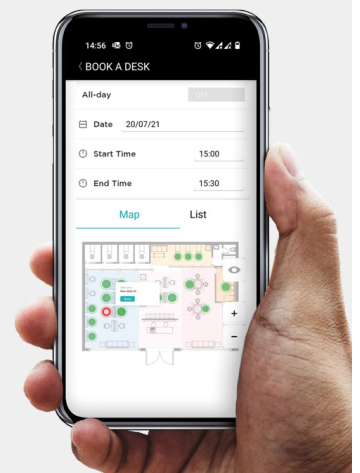 14:56
BOOK A DESK
All-day OFF
Date 20/07/21
Start Time 15:00
End Time 15:30
Map List
+
−